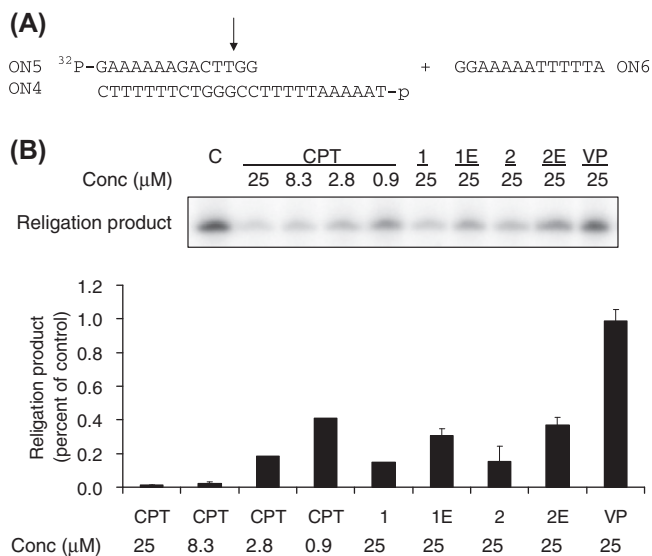 (A)
ON5 ³²P-GAAAAAAGACTTGG + GGAAAAATTTTTA ON6
ON4 CTTTTTTCTGGGCCTTTTTAAAAAT-p
(B)
C CPT 1 1E 2 2E VP
Conc (μM) 25 8.3 2.8 0.9 25 25 25 25 25
Religation product
1.2
1.0
0.8
0.6
0.4
0.2
0.0
Religation product
(percent of control)
CPT CPT CPT CPT 1 1E 2 2E VP
Conc (μM) 25 8.3 2.8 0.9 25 25 25 25 25